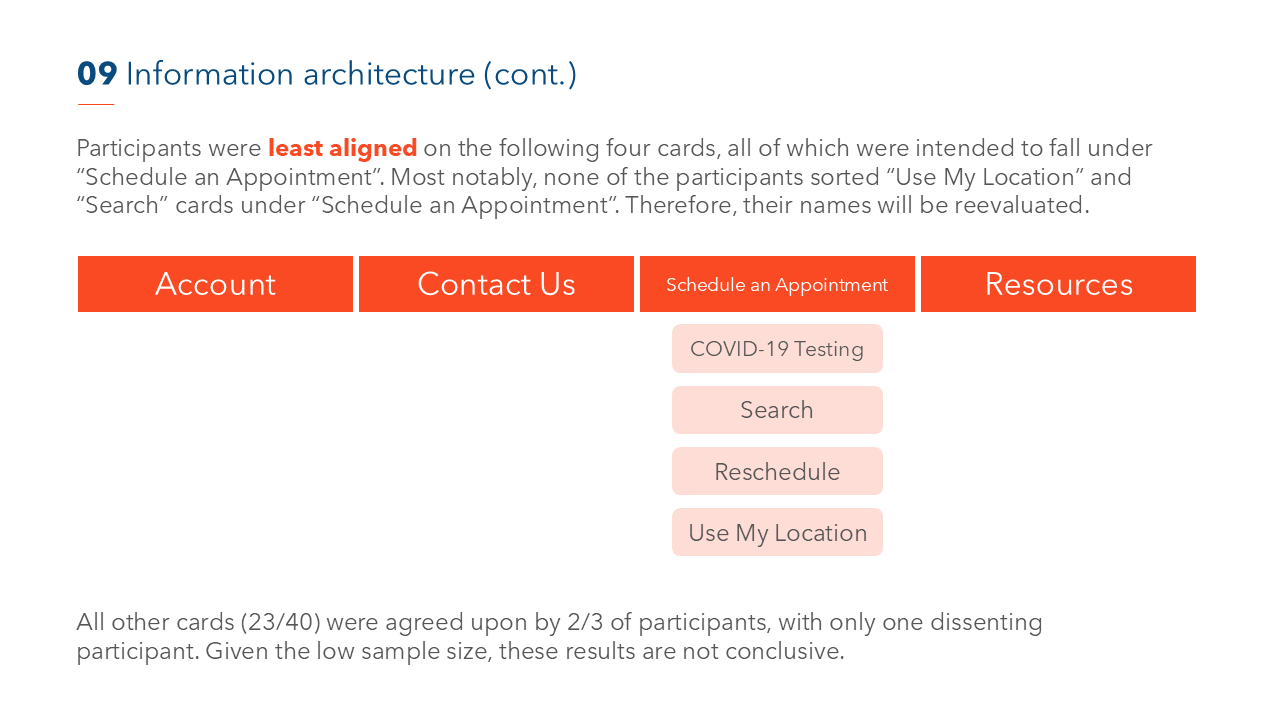 09 Information architecture (cont.)
Participants were least aligned on the following four cards, all of which were intended to fall under
“Schedule an Appointment”. Most notably, none of the participants sorted “Use My Location” and
“Search” cards under “Schedule an Appointment”. Therefore, their names will be reevaluated.
Account
Contact Us
Schedule an Appointment
Resources
COVID-19 Testing
Search
Reschedule
Use My Location
All other cards (23/40) were agreed upon by 2/3 of participants, with only one dissenting
participant. Given the low sample size, these results are not conclusive.